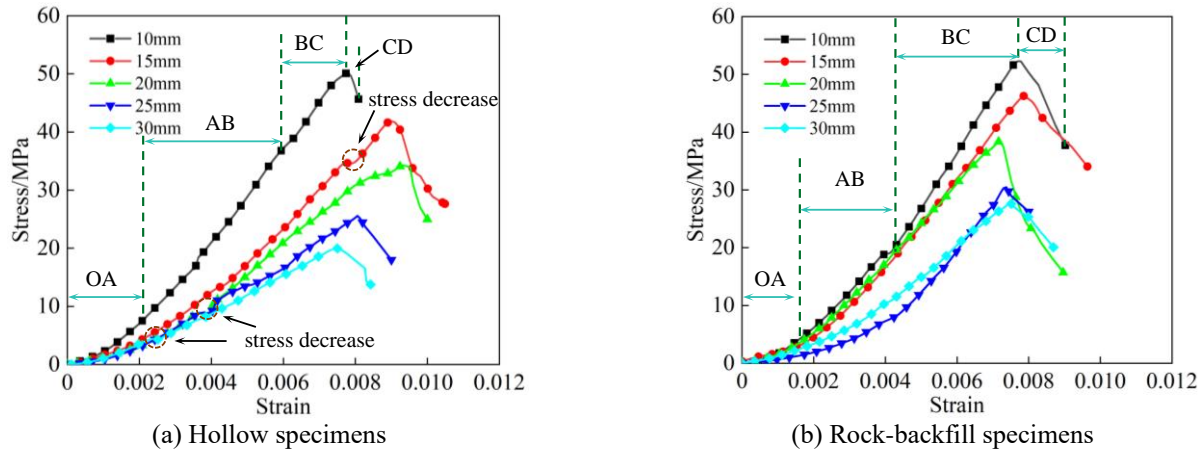 60
50
40
30
20
10
0
Stress/MPa
10mm
15mm
20mm
25mm
30mm
OA
AB
BC
CD
stress decrease
stress decrease
0 0.002 0.004 0.006 0.008 0.010 0.012
Strain
(a) Hollow specimens
60
50
40
30
20
10
0
Stress/MPa
10mm
15mm
20mm
25mm
30mm
OA
AB
BC
CD
0 0.002 0.004 0.006 0.008 0.010 0.012
Strain
(b) Rock-backfill specimens